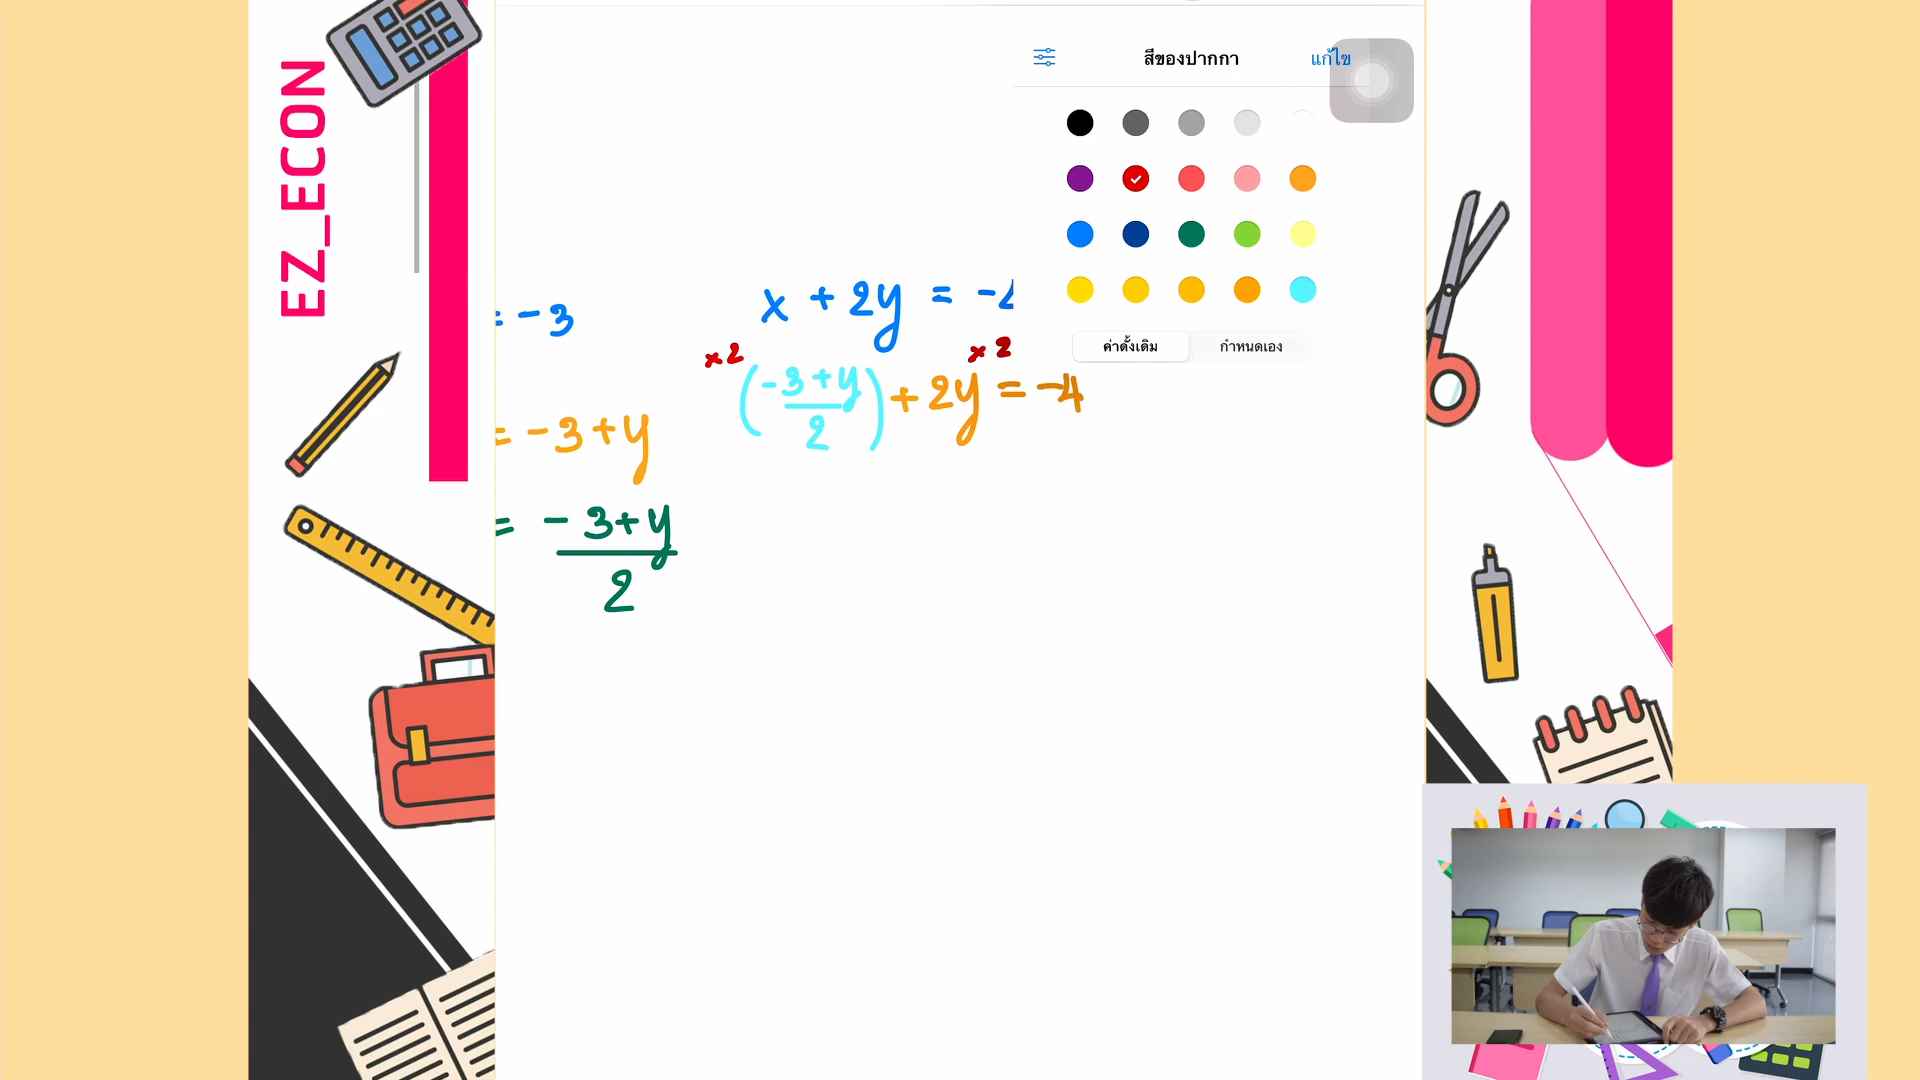 EZ_ECON
สีของปากกา
แก้ไข
ค่าดั้งเดิม
กำหนดเอง
= -3
x + 2y = -4
×2
×2
(-3+y/2) + 2y = -4
= -3+y
= -3+y/2